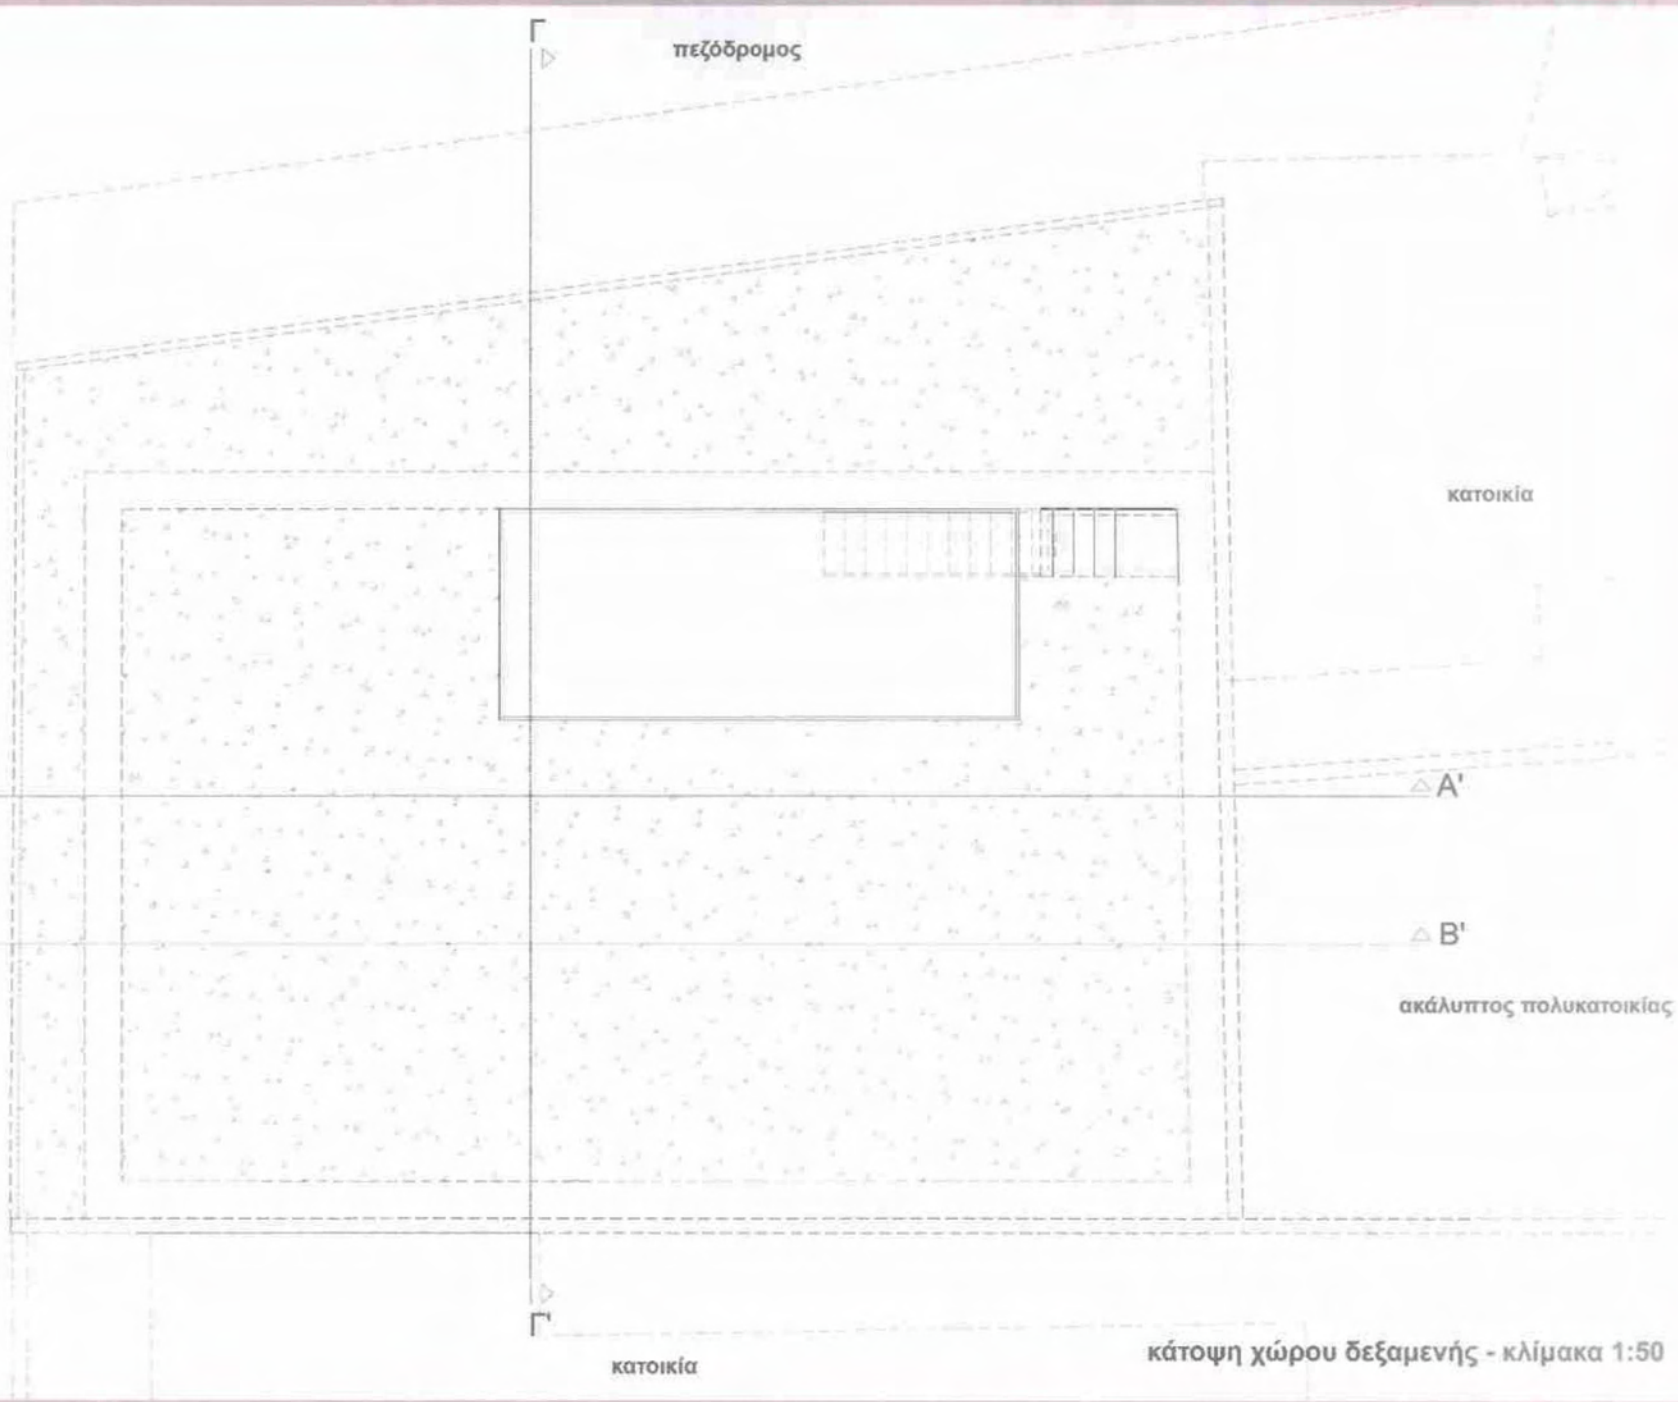 Γ
πεζόδρομος
κατοικία
Α'
Β'
ακάλυπτος πολυκατοικίας
Γ'
κάτοψη χώρου δεξαμενής - κλίμακα 1:50
κατοικία